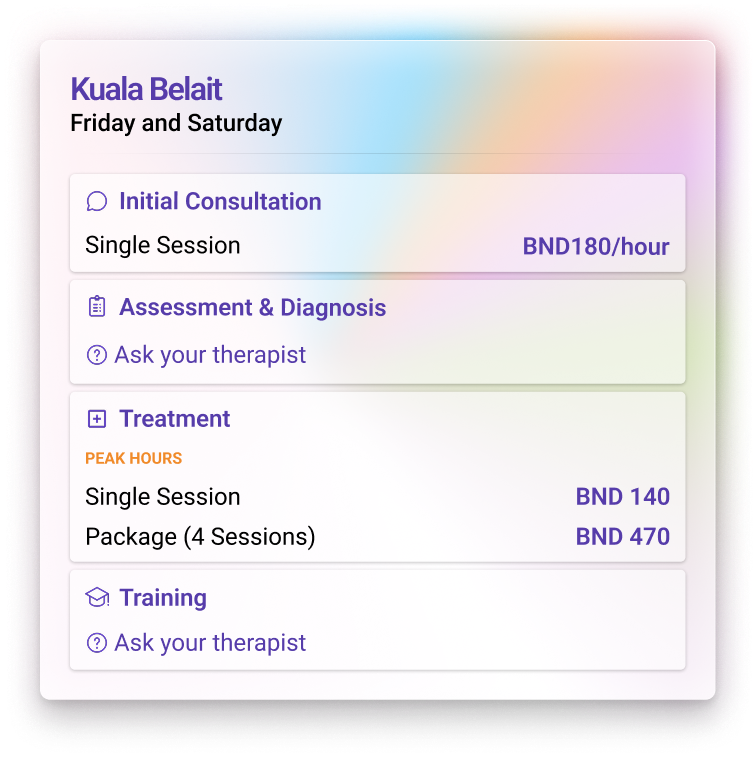 Kuala Belait
Friday and Saturday
Initial Consultation
Single Session BND180/hour
Assessment & Diagnosis
Ask your therapist
Treatment
PEAK HOURS
Single Session BND 140
Package (4 Sessions) BND 470
Training
Ask your therapist